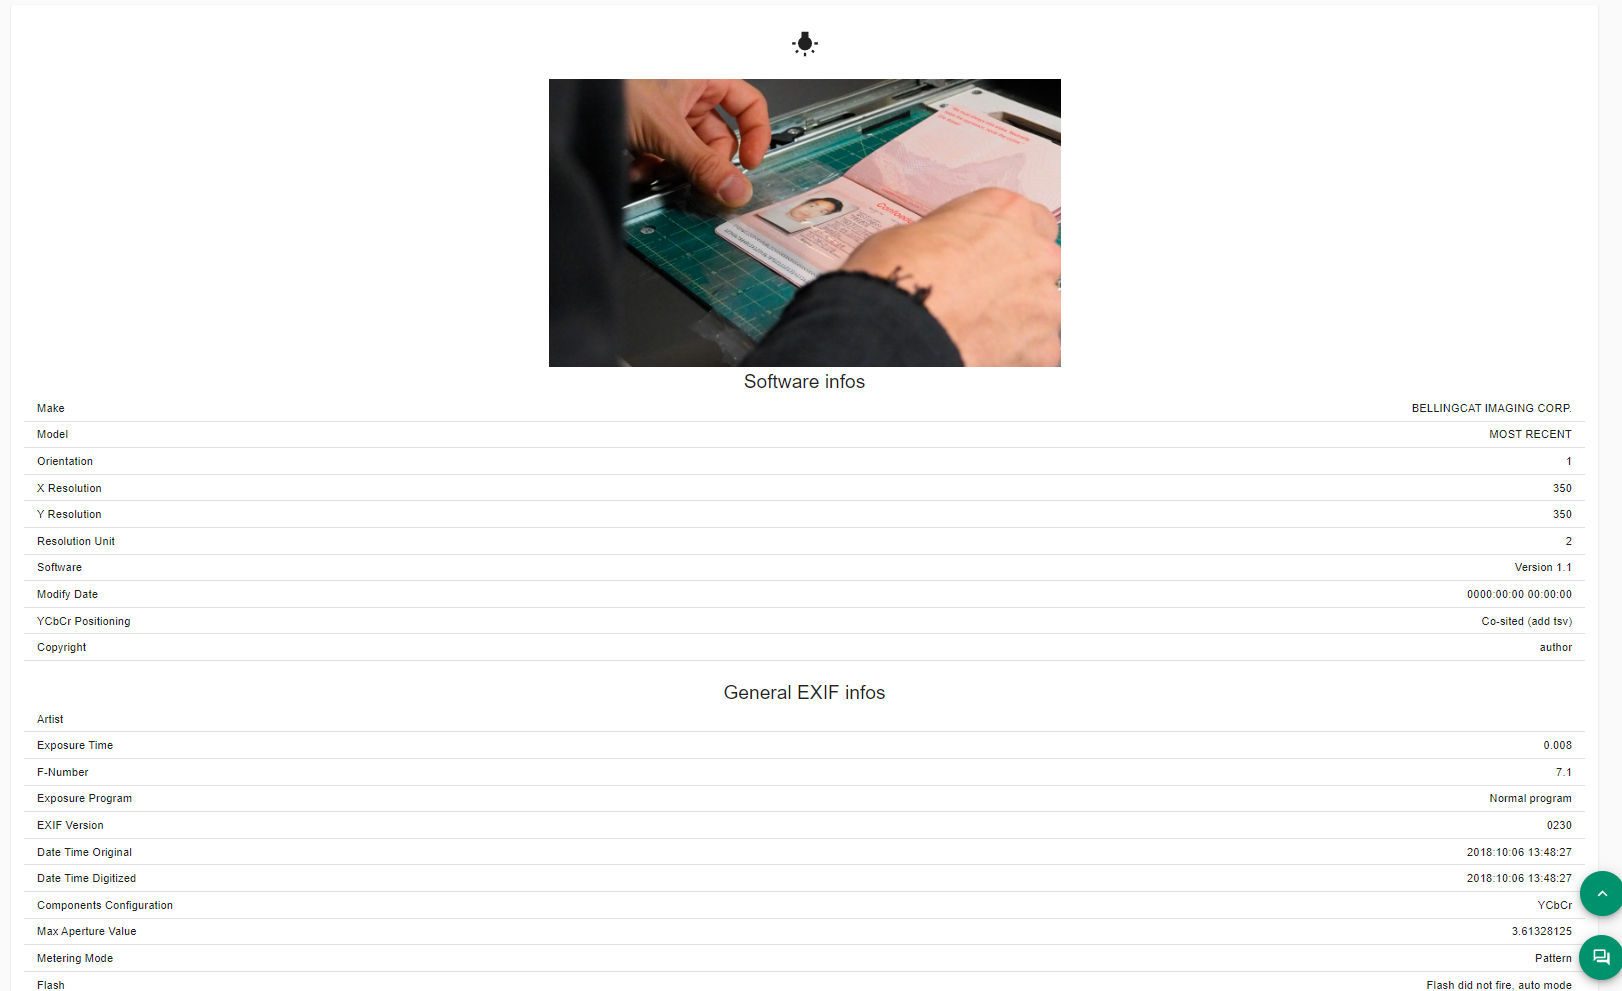 Software infos
Make BELLINGCAT IMAGING CORP.
Model MOST RECENT
Orientation 1
X Resolution 350
Y Resolution 350
Resolution Unit 2
Software Version 1.1
Modify Date 0000:00:00 00:00:00
YCbCr Positioning Co-sited (add tsv)
Copyright author
General EXIF infos
Artist
Exposure Time 0.008
F-Number 7.1
Exposure Program Normal program
EXIF Version 0230
Date Time Original 2018:10:06 13:48:27
Date Time Digitized 2018:10:06 13:48:27
Components Configuration YCbCr
Max Aperture Value 3.61328125
Metering Mode Pattern
Flash Flash did not fire, auto mode